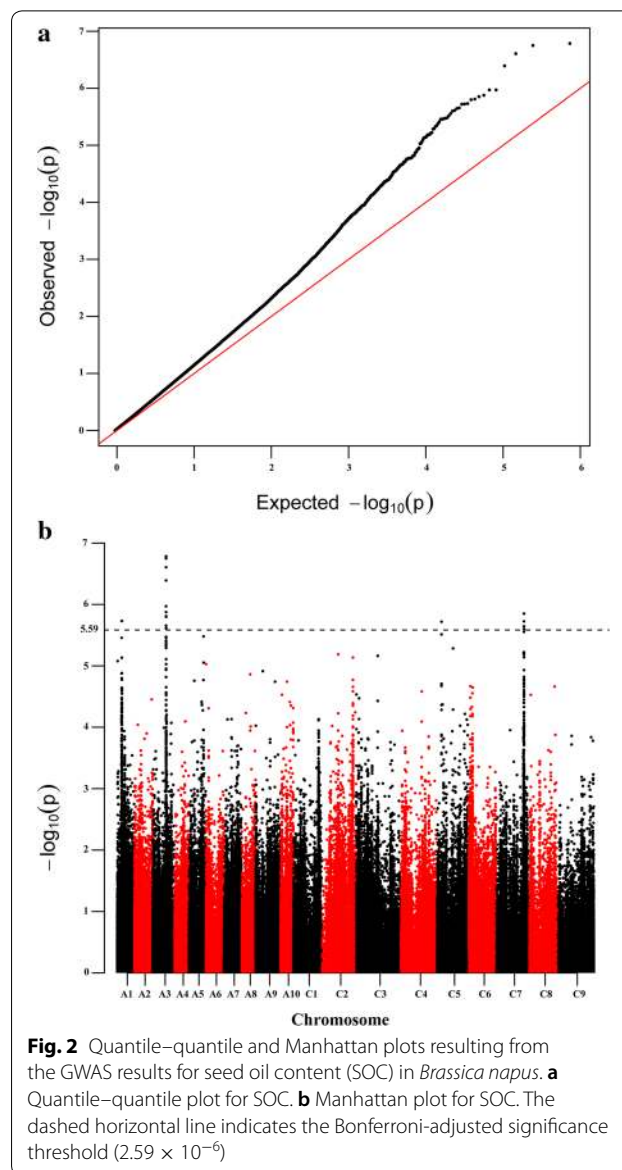 a
7
6
5
4
3
2
1
0
Observed −log₁₀(p)
0 1 2 3 4 5 6
Expected −log₁₀(p)
b
7
6
5.59
5
4
3
2
1
0
−log₁₀(p)
A1 A2 A3 A4 A5 A6 A7 A8 A9 A10 C1 C2 C3 C4 C5 C6 C7 C8 C9
Chromosome
Fig. 2 Quantile–quantile and Manhattan plots resulting from
the GWAS results for seed oil content (SOC) in Brassica napus. a
Quantile–quantile plot for SOC. b Manhattan plot for SOC. The
dashed horizontal line indicates the Bonferroni-adjusted significance
threshold (2.59 × 10⁻⁶)